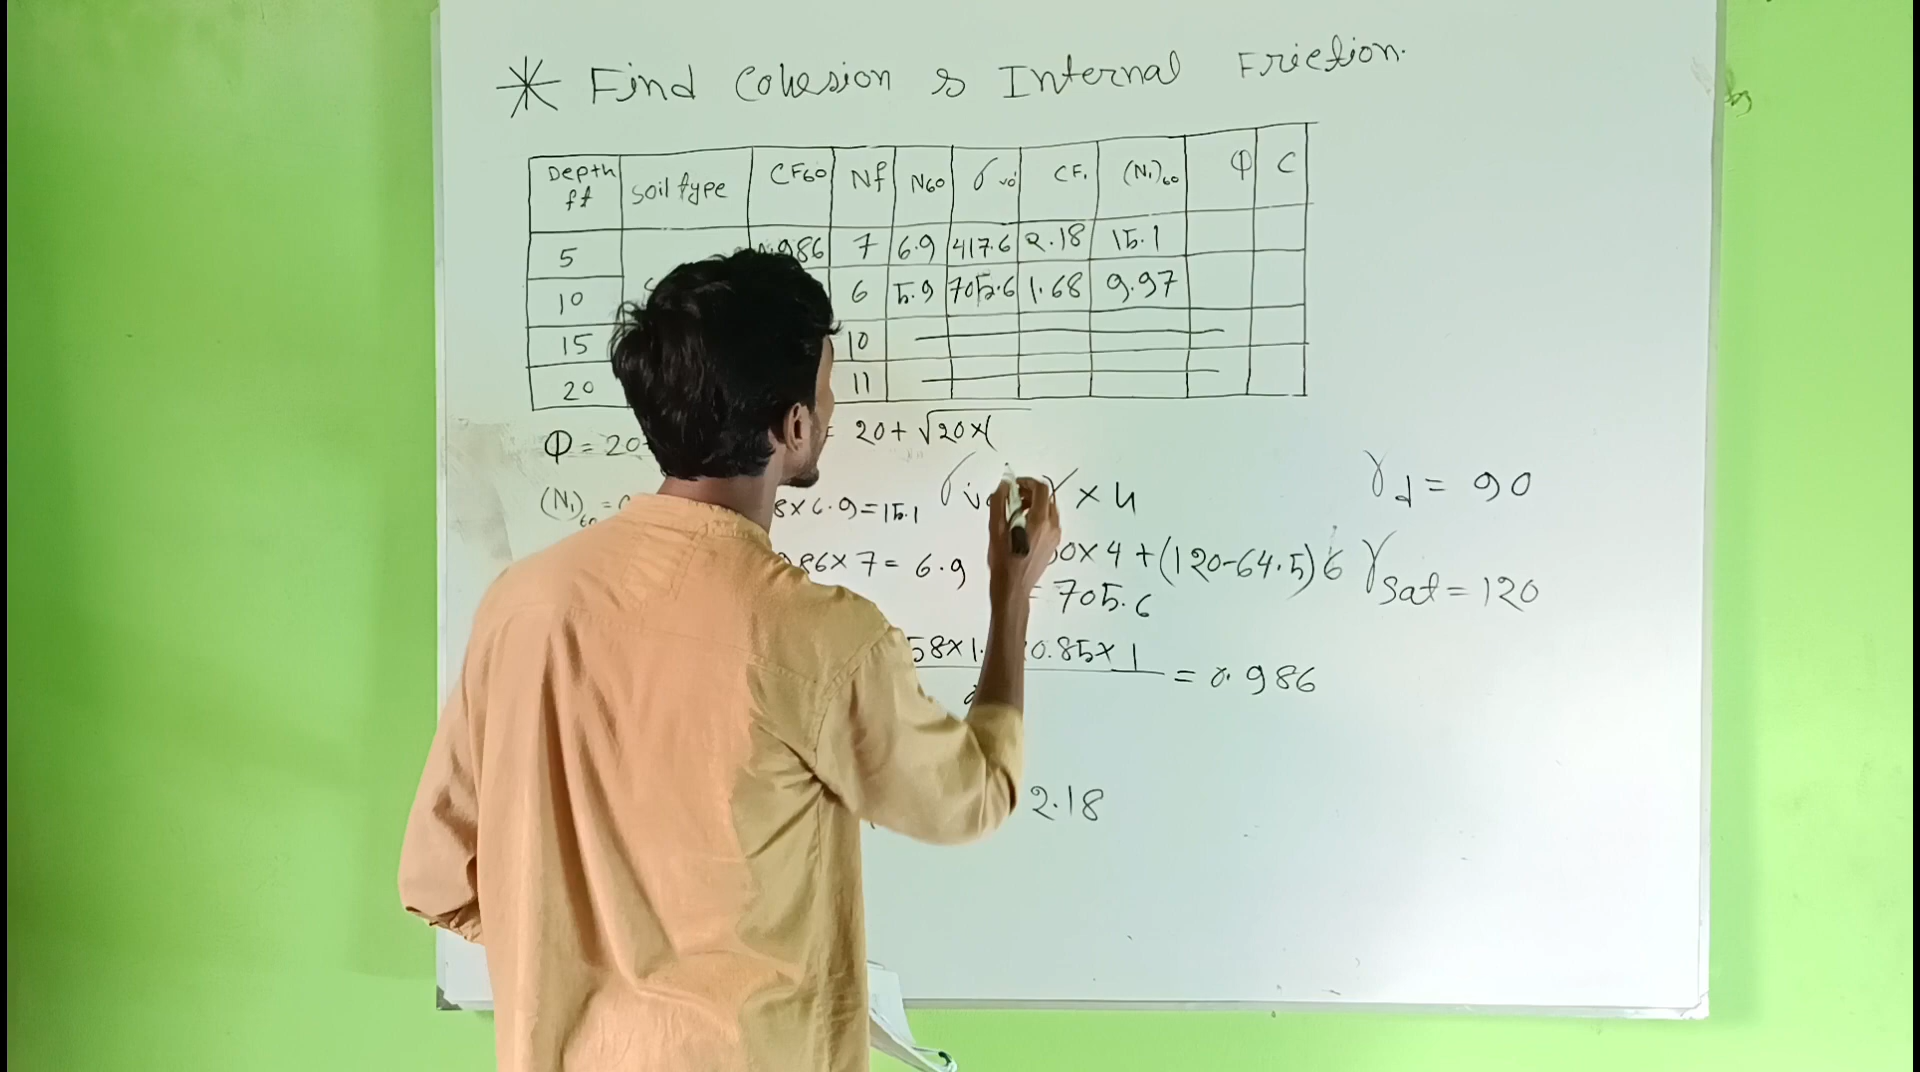 * Find Cohesion & Internal Friction.
Depth ft soil type CF60 Nf N60 σvo' CF1 (N1)60 Φ C
5 0.986 7 6.9 417.6 2.18 15.1
10 6 5.9 705.6 1.68 9.97
15 10
20 11
Φ = 20+ = 20+√20×(
(N1)60 = 8×6.9=15.1 σ γ×4 γd = 90
86×7= 6.9 0×4+(120-64.5)6 γsat = 120
= 705.6
58×1. 0.85×1 = 0.986
2.18